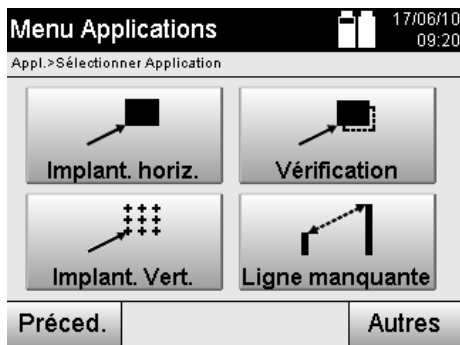 Menu Applications
17/06/10
09:20
Appl.>Sélectionner Application
Implant. horiz.
Vérification
Implant. Vert.
Ligne manquante
Préced.
Autres